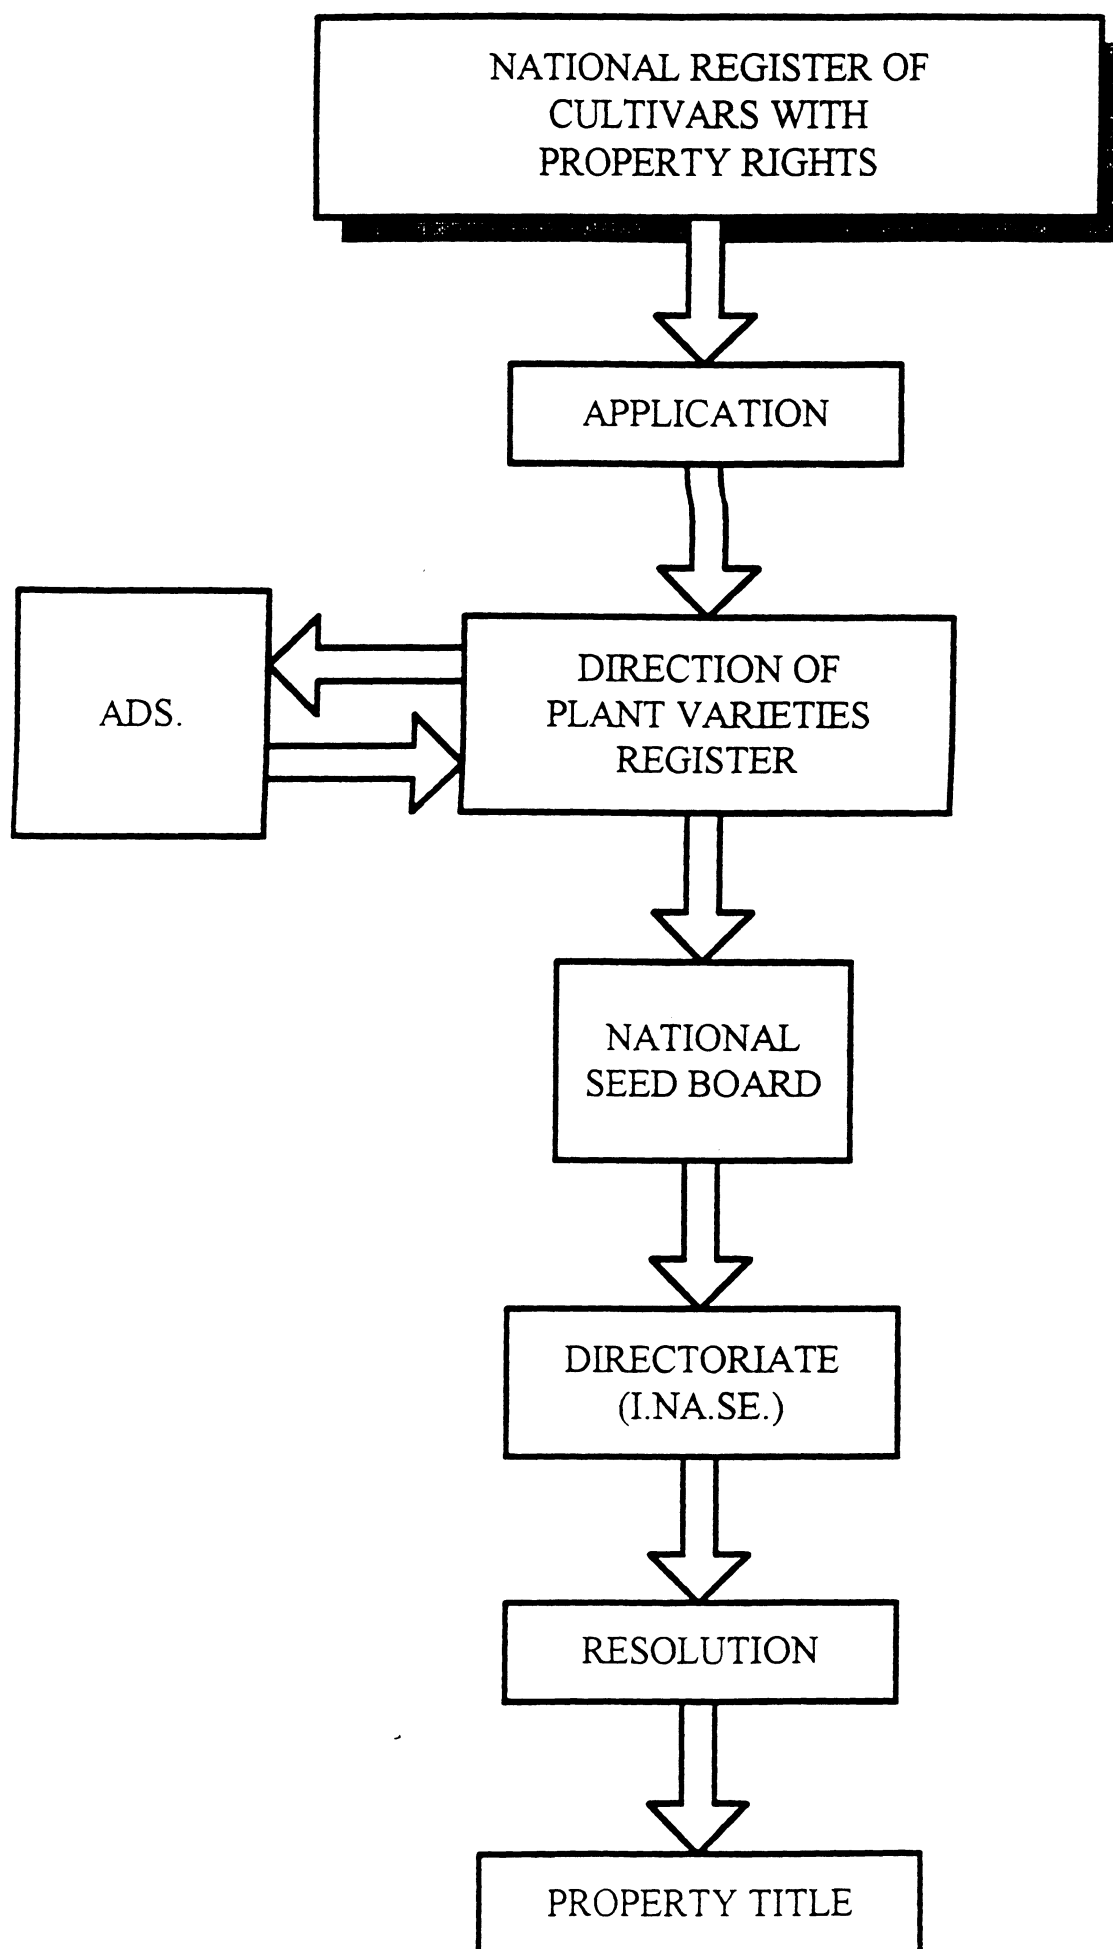 NATIONAL REGISTER OF
CULTIVARS WITH
PROPERTY RIGHTS
APPLICATION
ADS.
DIRECTION OF
PLANT VARIETIES
REGISTER
NATIONAL
SEED BOARD
DIRECTORIATE
(I.NA.SE.)
RESOLUTION
PROPERTY TITLE